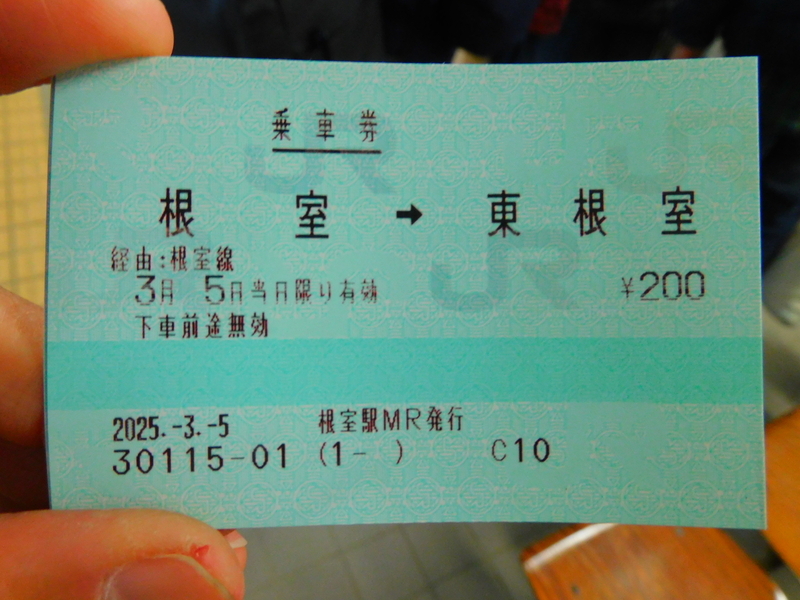 乗車券
根室 → 東根室
経由:根室線
3月 5日当日限り有効 ¥200
下車前途無効
2025.-3.-5 根室駅MR発行
30115-01 (1- ) C10